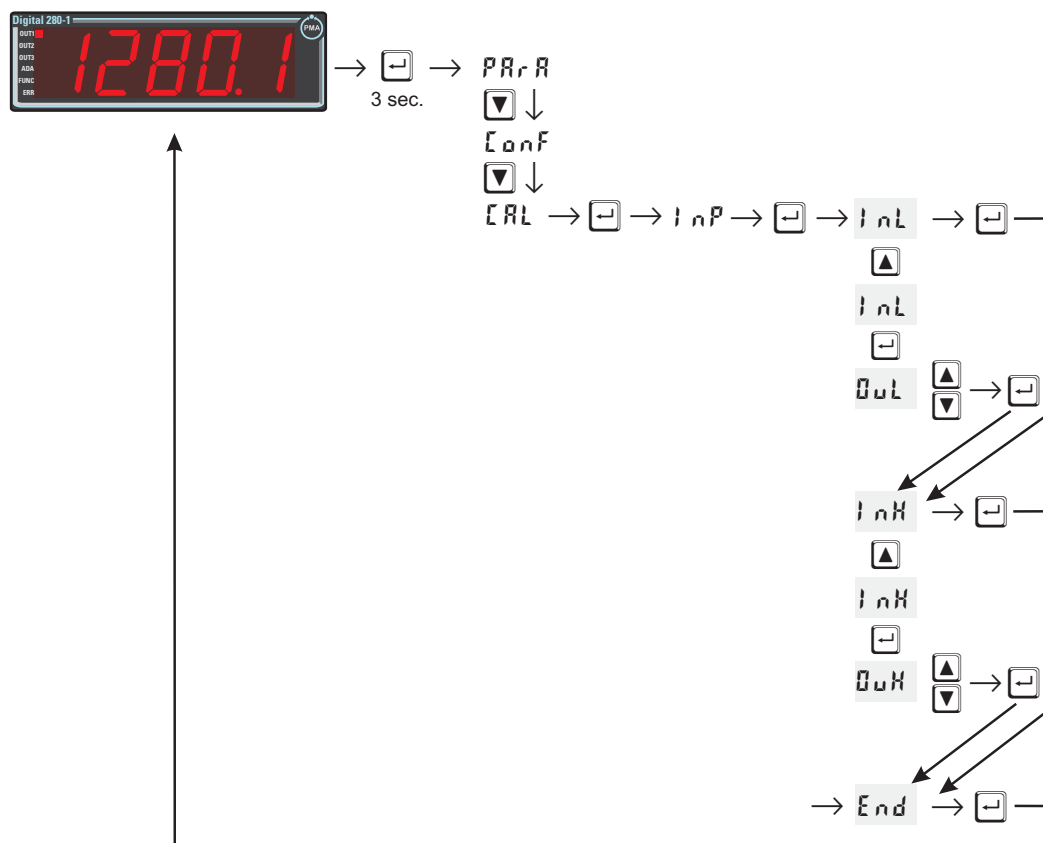 Digital 280-1
PMA
OUT1
OUT2
OUT3
ADA
FUNC
ERR
1280.1
3 sec.
PArA
ConF
CAL
InP
InL
InL
OuL
InH
InH
OuH
End